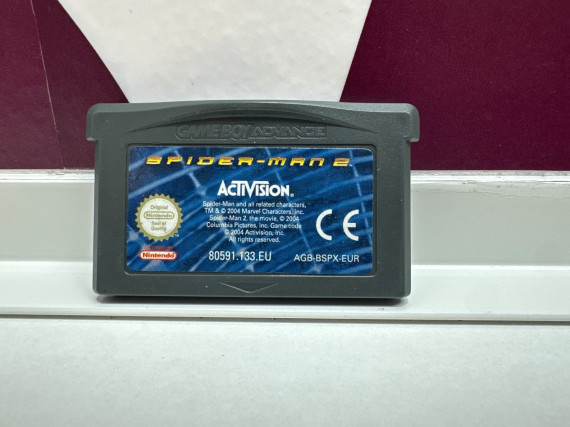 GAME BOY ADVANCE
SPIDER-MAN 2
ACTIVISION.
Spider-Man and all related characters,
TM & © 2004 Marvel Characters, Inc.
Spider-Man 2, the movie, © 2004
Columbia Pictures, Inc. Game code
© 2004 Activision, Inc.
All rights reserved.
Original
Nintendo
Seal of
Quality
CE
Nintendo
80591.133.EU
AGB-BSPX-EUR